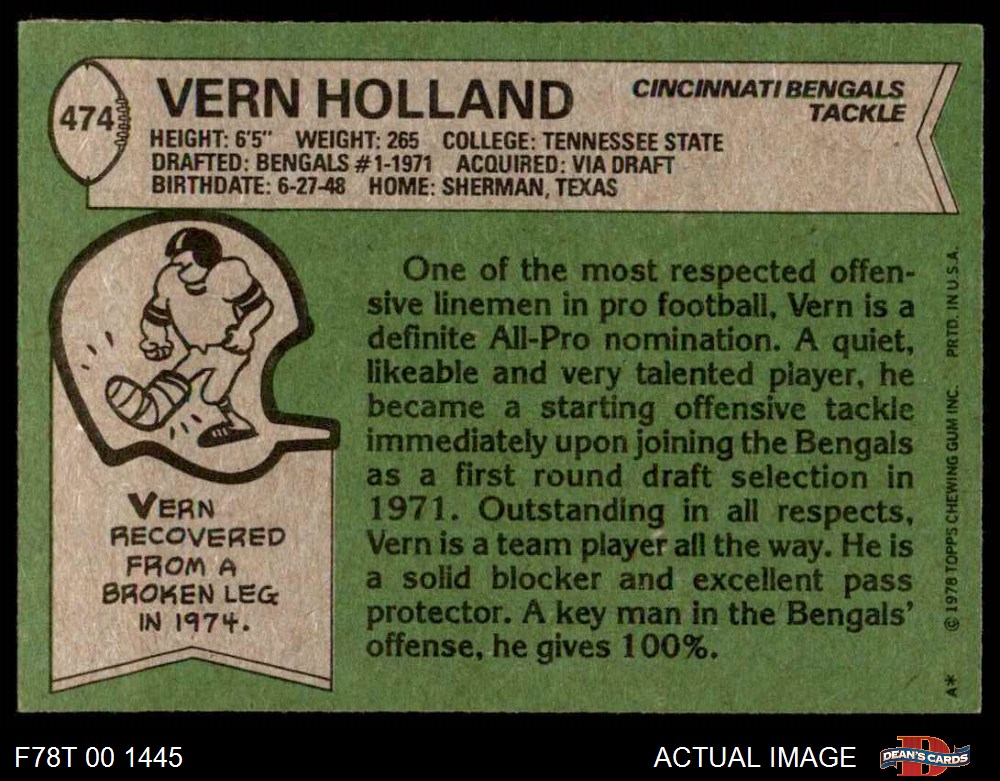 474
VERN HOLLAND
CINCINNATI BENGALS
TACKLE
HEIGHT: 6'5" WEIGHT: 265 COLLEGE: TENNESSEE STATE
DRAFTED: BENGALS #1-1971 ACQUIRED: VIA DRAFT
BIRTHDATE: 6-27-48 HOME: SHERMAN, TEXAS
VERN
RECOVERED
FROM A
BROKEN LEG
IN 1974.
One of the most respected offen-
sive linemen in pro football, Vern is a
definite All-Pro nomination. A quiet,
likeable and very talented player, he
became a starting offensive tackle
immediately upon joining the Bengals
as a first round draft selection in
1971. Outstanding in all respects,
Vern is a team player all the way. He is
a solid blocker and excellent pass
protector. A key man in the Bengals'
offense, he gives 100%.
A* © 1978 TOPPS CHEWING GUM INC. PRTD. IN U.S.A.
F78T 00 1445
ACTUAL IMAGE
DEAN'S CARDS